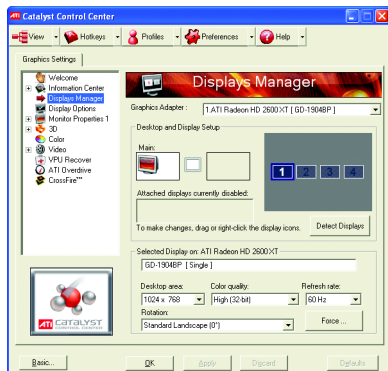 ATI Catalyst Control Center
View Hotkeys Profiles Preferences Help
Graphics Settings
Welcome
Information Center
Displays Manager
Display Options
Monitor Properties 1
3D
Color
Video
VPU Recover
ATI Overdrive
CrossFire™
Displays Manager
Graphics Adapter : 1.ATI Radeon HD 2600 XT [ GD-1904BP ]
Desktop and Display Setup
Main:
1 2 3 4
Attached displays currently disabled:
To make changes, drag or right-click the display icons.
Detect Displays
Selected Display on: ATI Radeon HD 2600 XT
GD-1904BP [ Single ]
Desktop area: Color quality: Refresh rate:
1024 x 768 High (32-bit) 60 Hz
Rotation:
Standard Landscape (0°)
Force ...
ATI CATALYST
CONTROL CENTER
Basic... OK Apply Discard Defaults